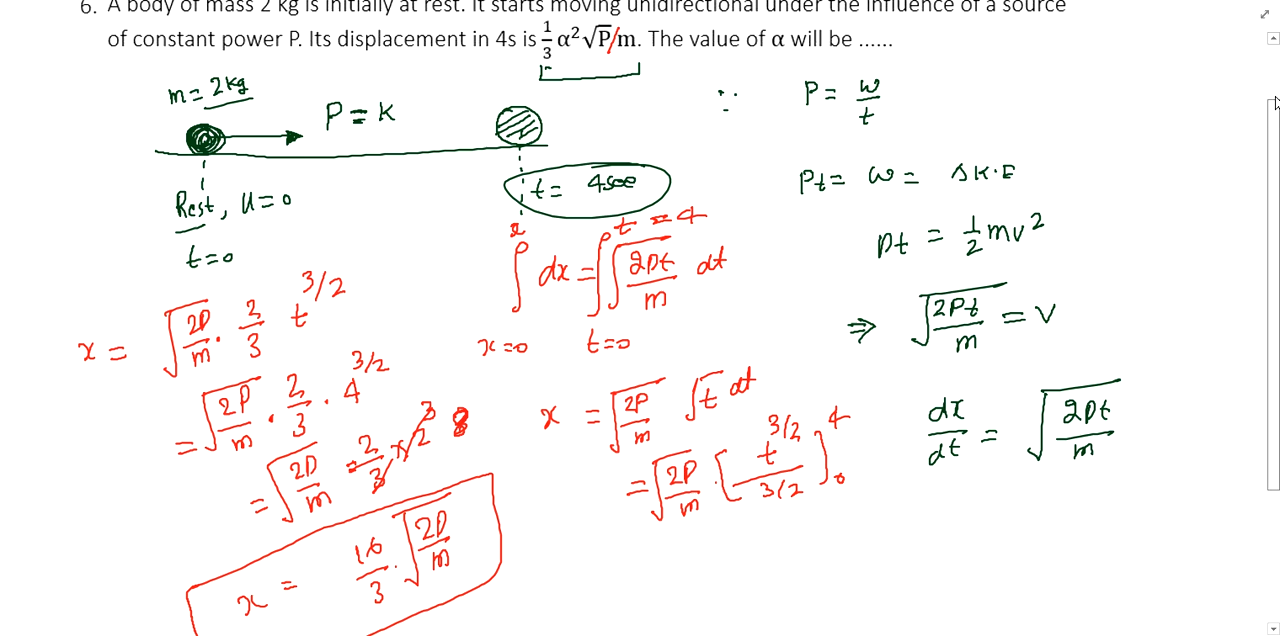 6. A body of mass 2 kg is initially at rest. It starts moving unidirectional under the influence of a source
of constant power P. Its displacement in 4s is 1/3 α²√P/m. The value of α will be ......
m = 2kg
P = K
Rest, u=0
t=0
t = 4sec
∵ P = w/t
Pt = w = ΔK.E
Pt = 1/2 mv²
⇒ √(2Pt/m) = v
dx/dt = √(2Pt/m)
∫_{x=0}^{x} dx = ∫_{t=0}^{t=4} √(2Pt/m) dt
x = √(2P/m) ∫√t dt
= √(2P/m) · [t^{3/2}/(3/2)]_0^4
x = √(2P/m) · 2/3 t^{3/2}
= √(2P/m) · 2/3 · 4^{3/2}
= √(2P/m) 2/3 × 8
x = 16/3 · √(2P/m)